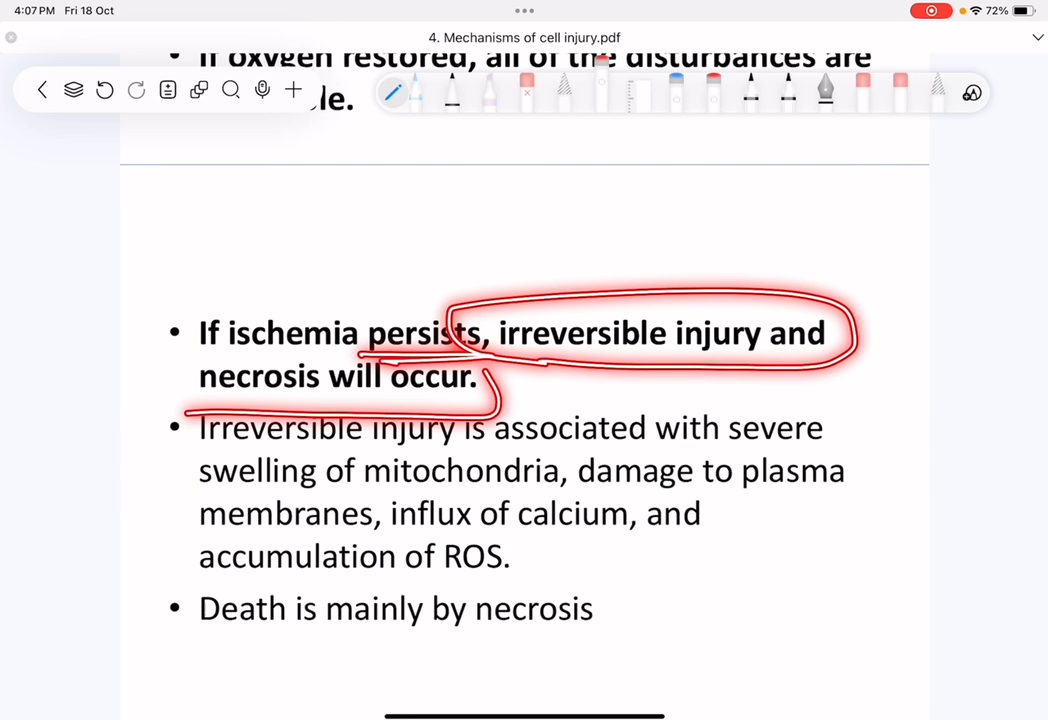 4:07 PM Fri 18 Oct
72%
4. Mechanisms of cell injury.pdf
If oxygen restored, all of the disturbances are
le.
• If ischemia persists, irreversible injury and
necrosis will occur.
• Irreversible injury is associated with severe
swelling of mitochondria, damage to plasma
membranes, influx of calcium, and
accumulation of ROS.
• Death is mainly by necrosis